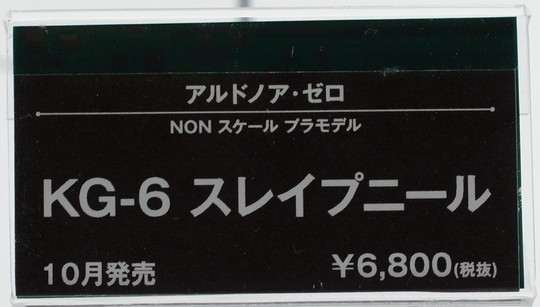 アルドノア・ゼロ
NON スケール プラモデル
KG-6 スレイプニール
10月発売 ¥6,800(税抜)